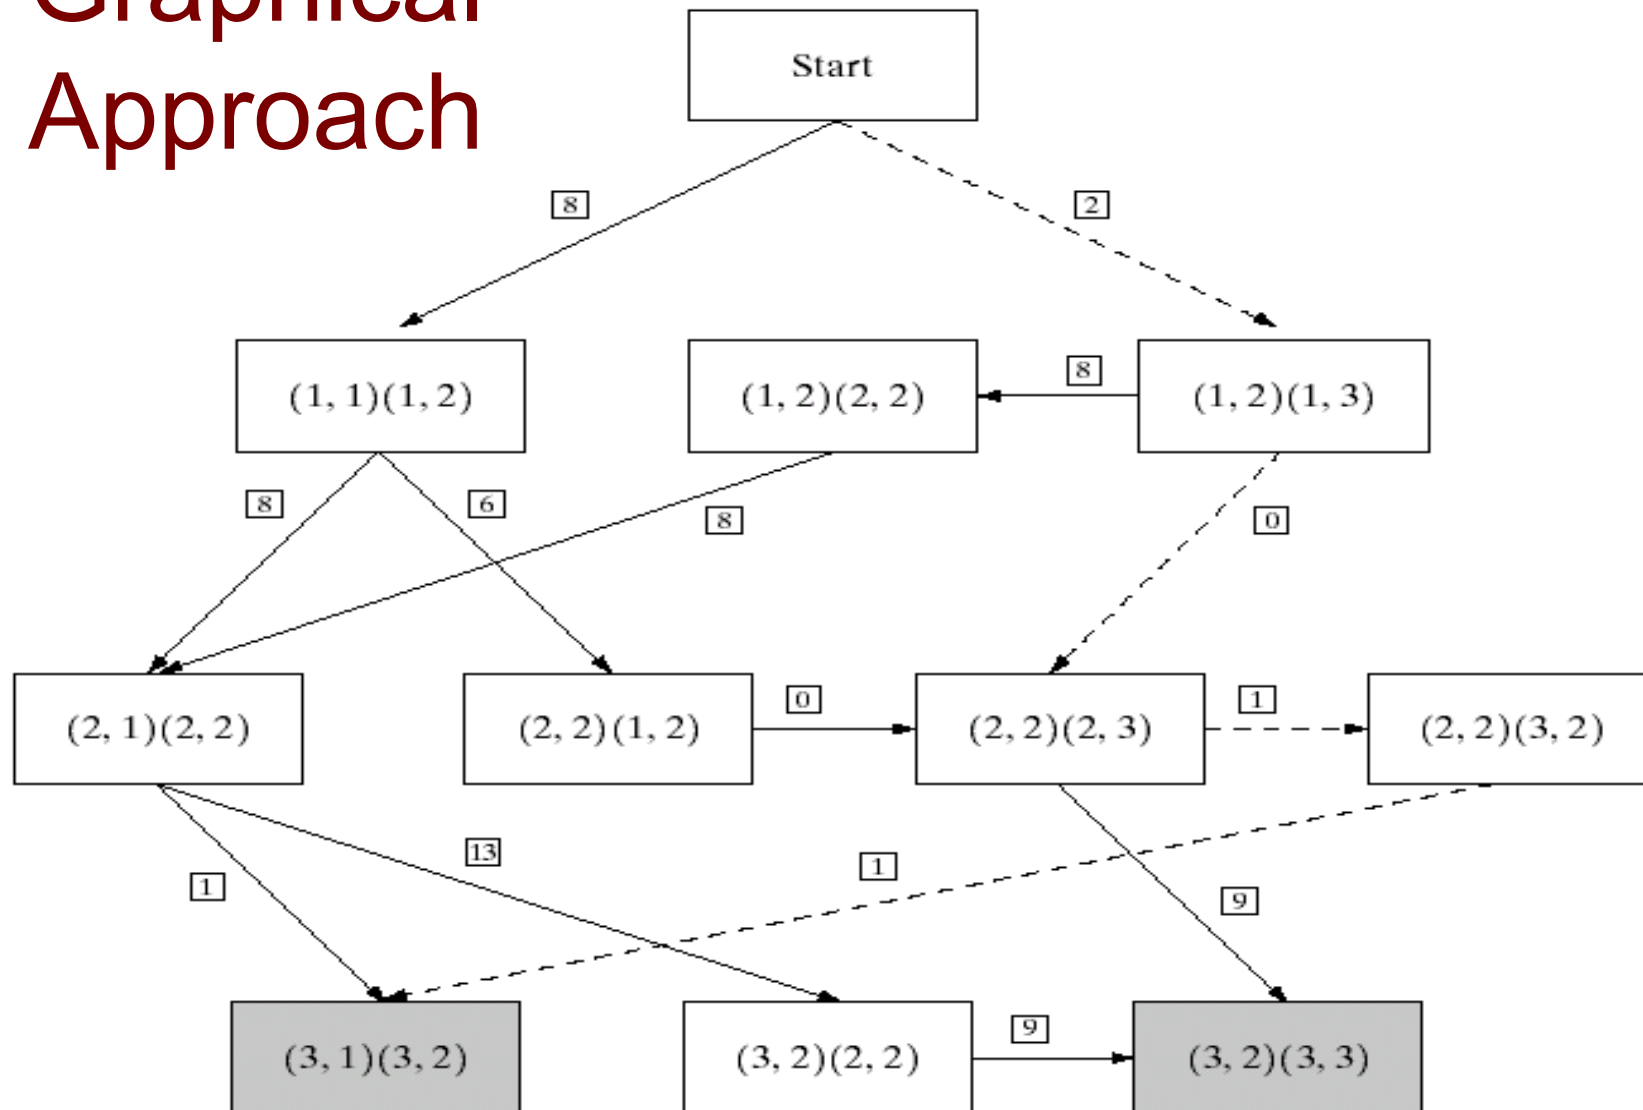 Graphical
Approach
Start
8
2
(1, 1)(1, 2)
(1, 2)(2, 2)
8
(1, 2)(1, 3)
8
6
8
0
(2, 1)(2, 2)
(2, 2)(1, 2)
0
(2, 2)(2, 3)
1
(2, 2)(3, 2)
1
13
1
9
(3, 1)(3, 2)
(3, 2)(2, 2)
9
(3, 2)(3, 3)